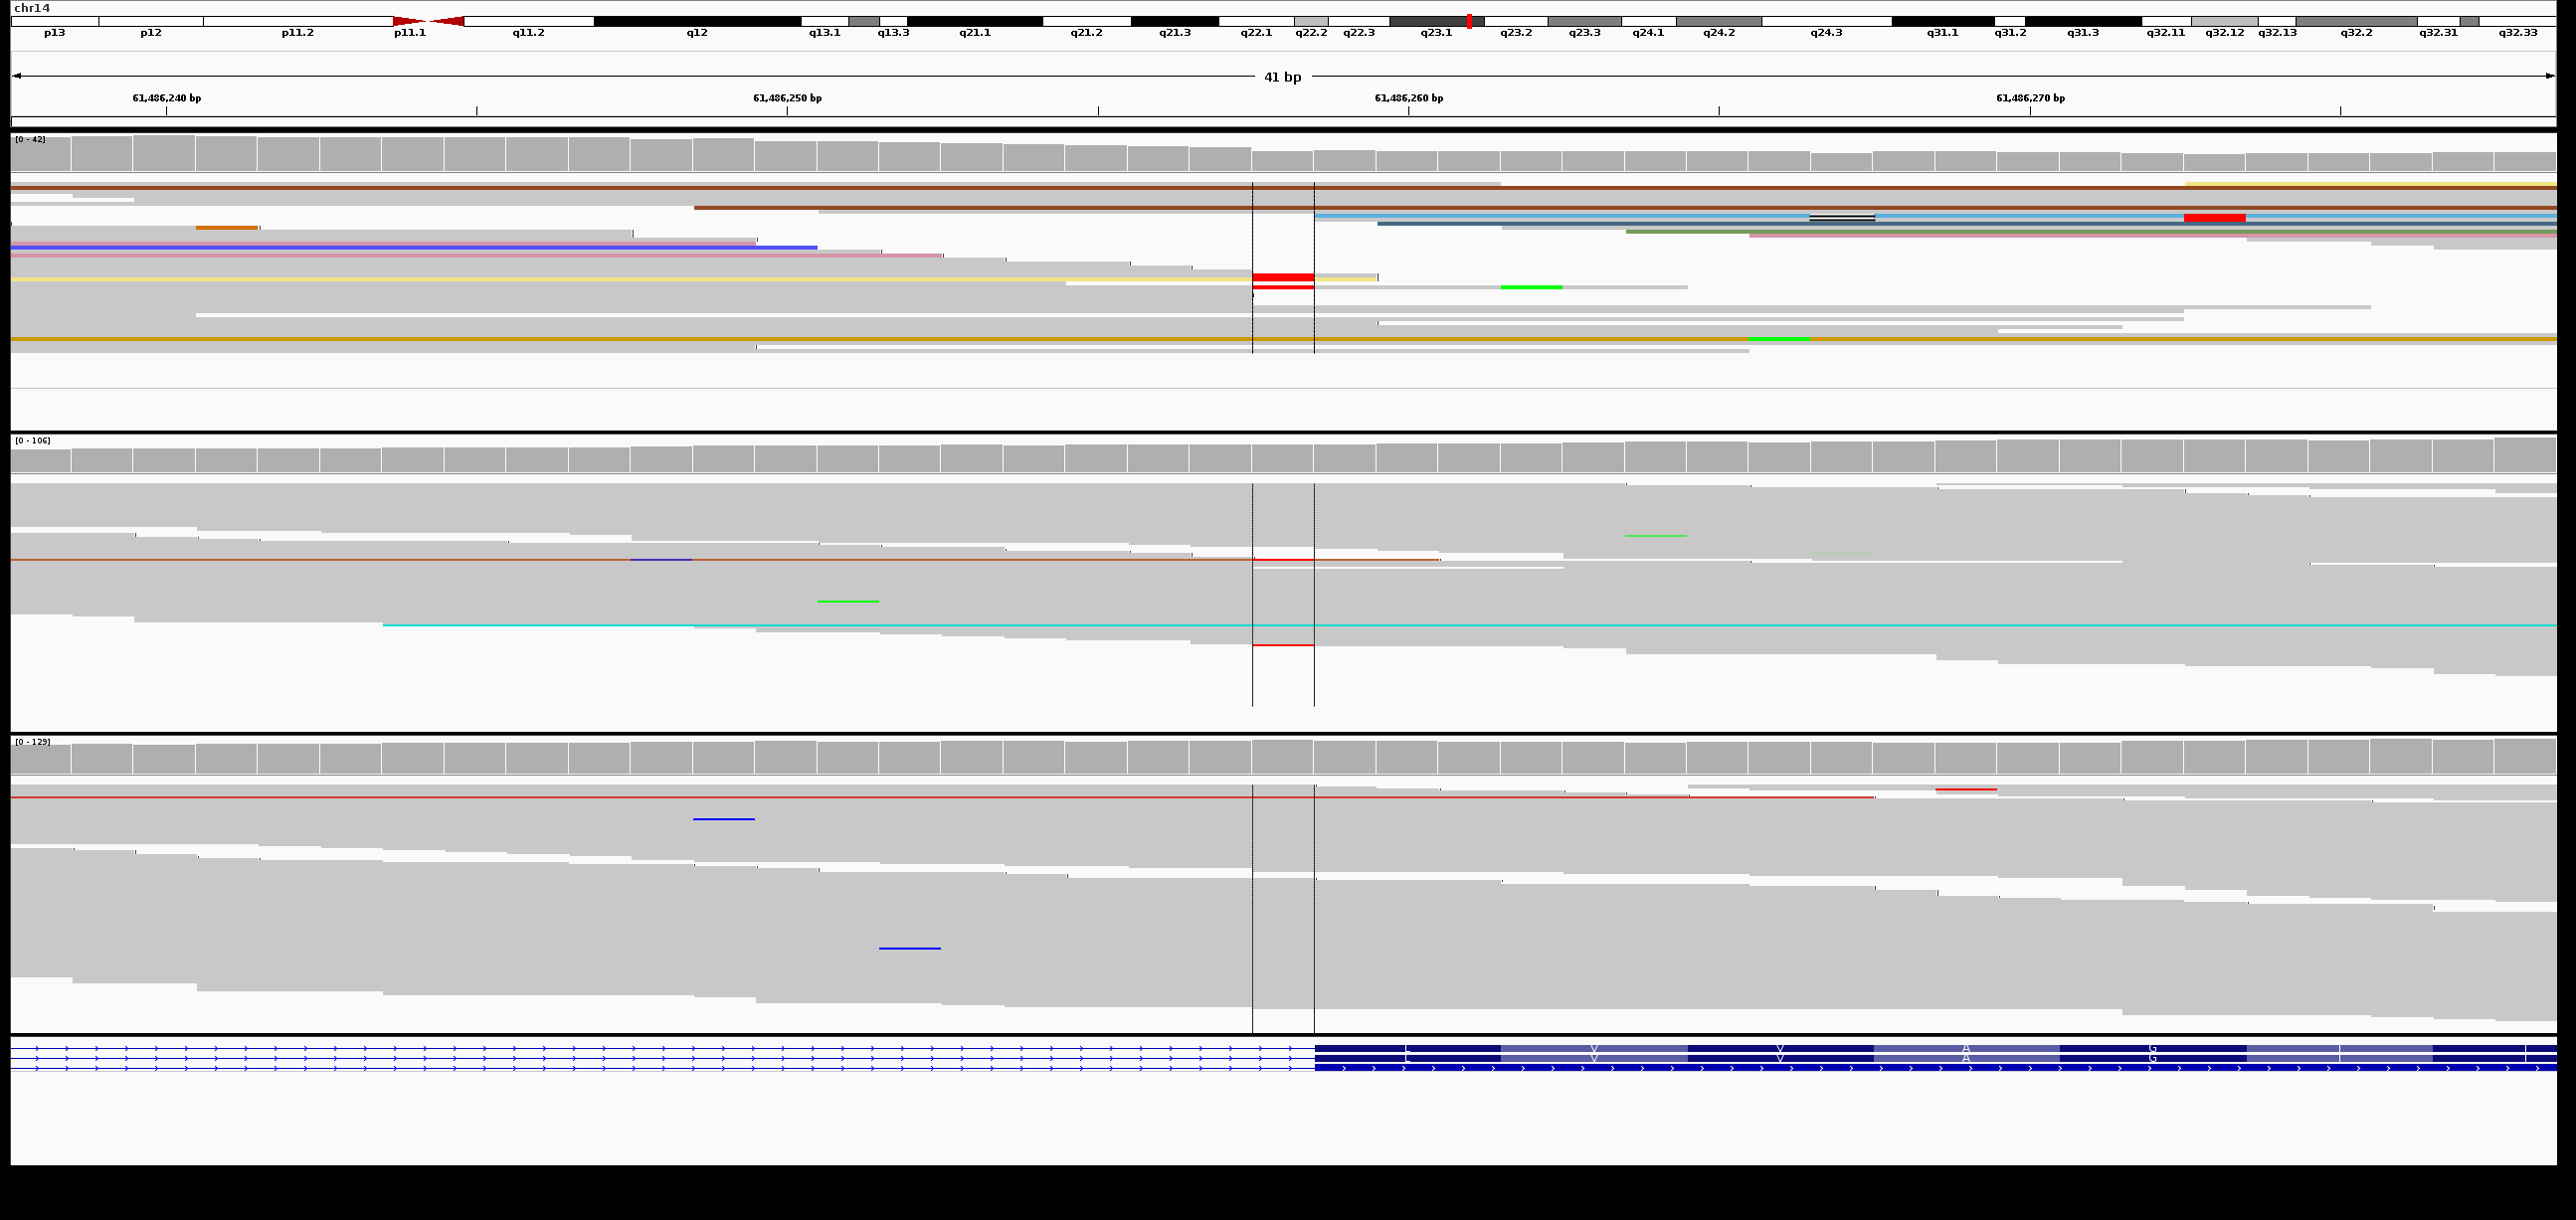 chr14
p13 p12 p11.2 p11.1 q11.2 q12 q13.1 q13.3 q21.1 q21.2 q21.3 q22.1 q22.2 q22.3 q23.1 q23.2 q23.3 q24.1 q24.2 q24.3 q31.1 q31.2 q31.3 q32.11 q32.12 q32.13 q32.2 q32.31 q32.33
41 bp
61,486,240 bp 61,486,250 bp 61,486,260 bp 61,486,270 bp
[0 - 42]
[0 - 106]
[0 - 129]
L V V A G I I
L V V A G I I